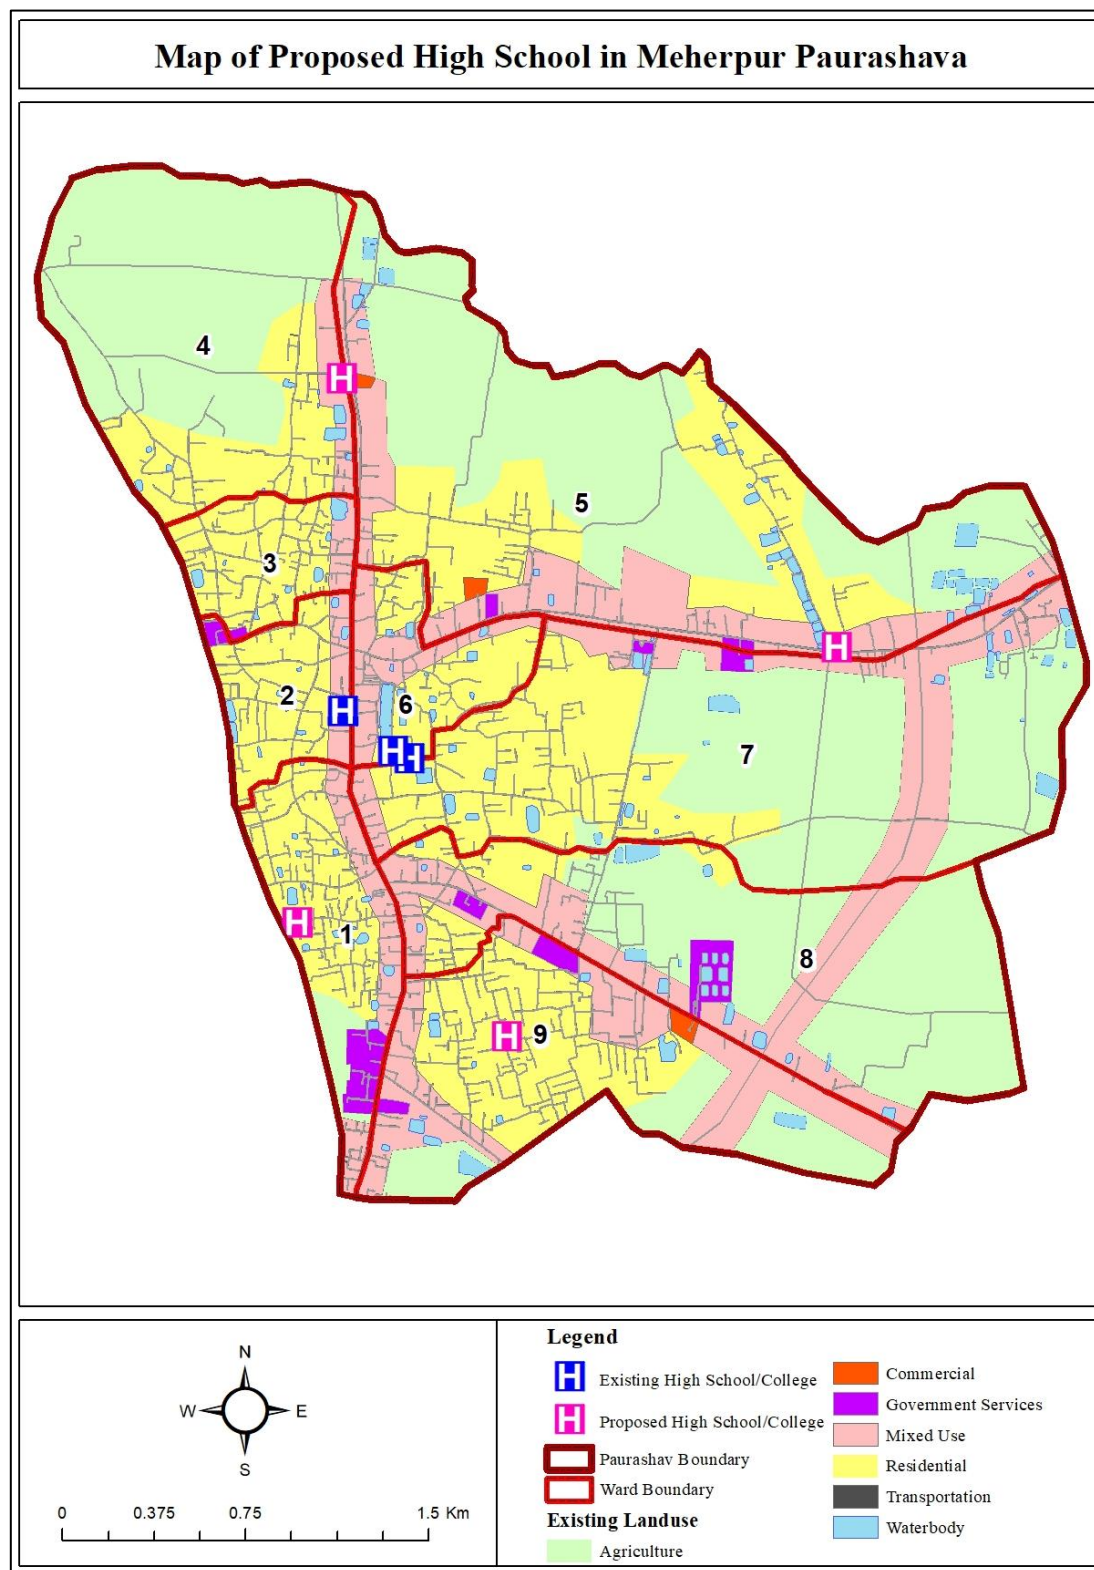 Map of Proposed High School in Meherpur Paurashava
4
H
5
3
H
2
6
H
H
H
7
H
1
8
H
9
N
W
E
S
0 0.375 0.75 1.5 Km
Legend
H Existing High School/College
H Proposed High School/College
Paurashav Boundary
Ward Boundary
Existing Landuse
Agriculture
Commercial
Government Services
Mixed Use
Residential
Transportation
Waterbody